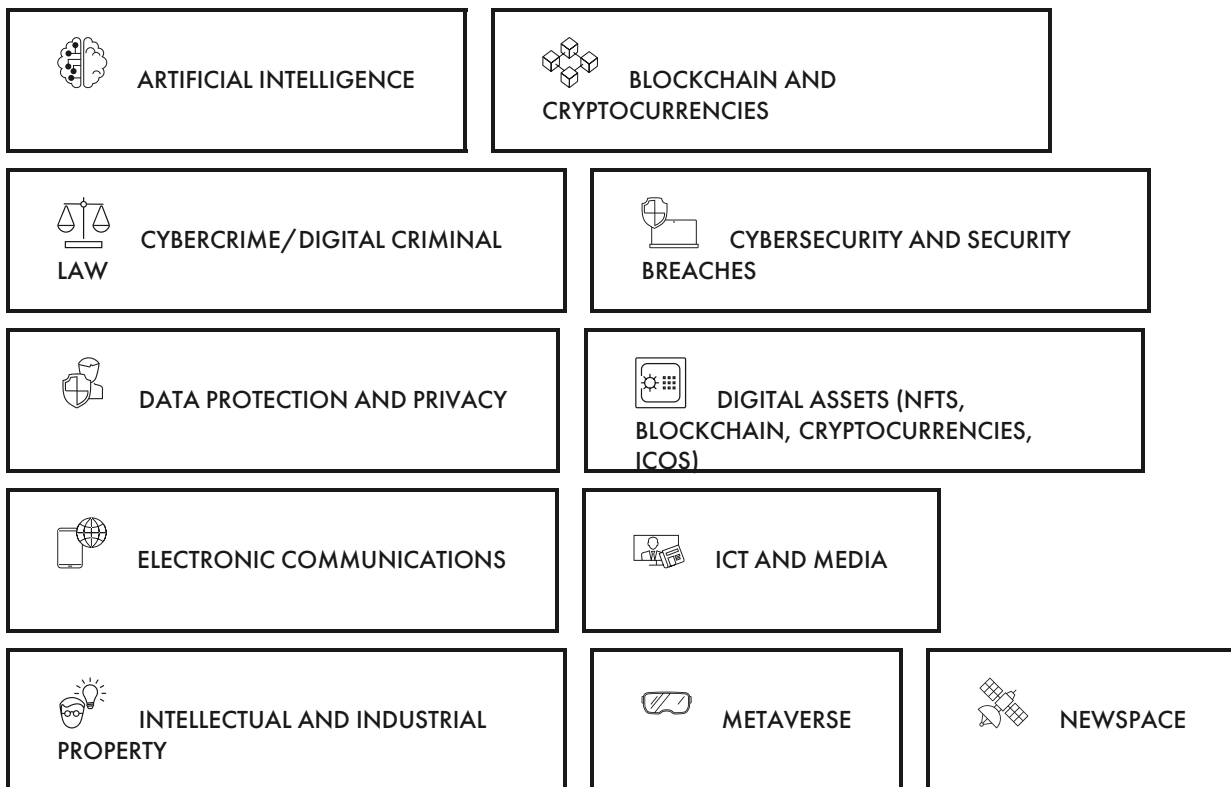 ARTIFICIAL INTELLIGENCE
BLOCKCHAIN AND
CRYPTOCURRENCIES
CYBERCRIME/DIGITAL CRIMINAL
LAW
CYBERSECURITY AND SECURITY
BREACHES
DATA PROTECTION AND PRIVACY
DIGITAL ASSETS (NFTS,
BLOCKCHAIN, CRYPTOCURRENCIES,
ICOS)
ELECTRONIC COMMUNICATIONS
ICT AND MEDIA
INTELLECTUAL AND INDUSTRIAL
PROPERTY
METAVERSE
NEWSPACE